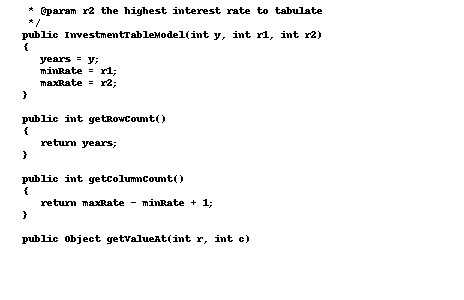 * @param r2 the highest interest rate to tabulate
*/
public InvestmentTableModel(int y, int r1, int r2)
{
years = y;
minRate = r1;
maxRate = r2;
}
public int getRowCount()
{
return years;
}
public int getColumnCount()
{
return maxRate - minRate + 1;
}
public Object getValueAt(int r, int c)